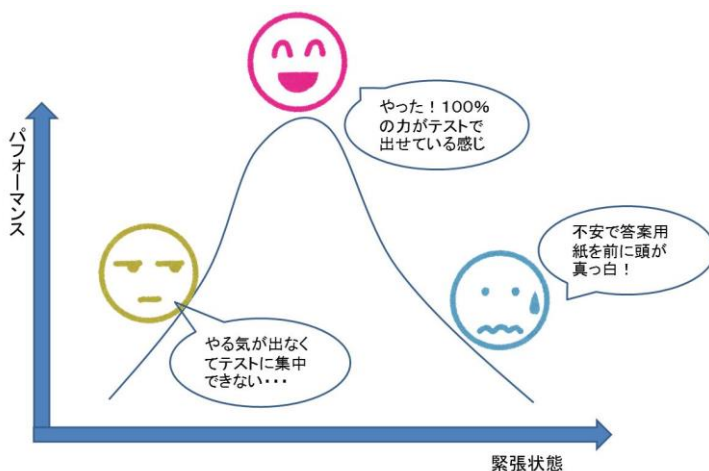 やった！100%
の力がテストで
出せている感じ
パフォーマンス
不安で答案用
紙を前に頭が
真っ白！
やる気が出なく
てテストに集中
できない・・・
緊張状態